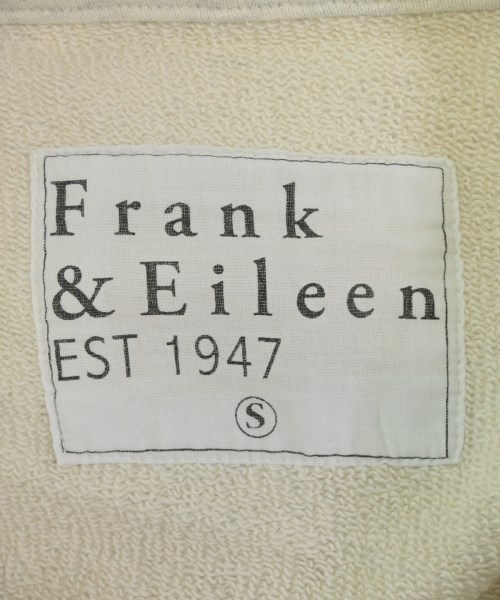 Frank
& Eileen
EST 1947
S